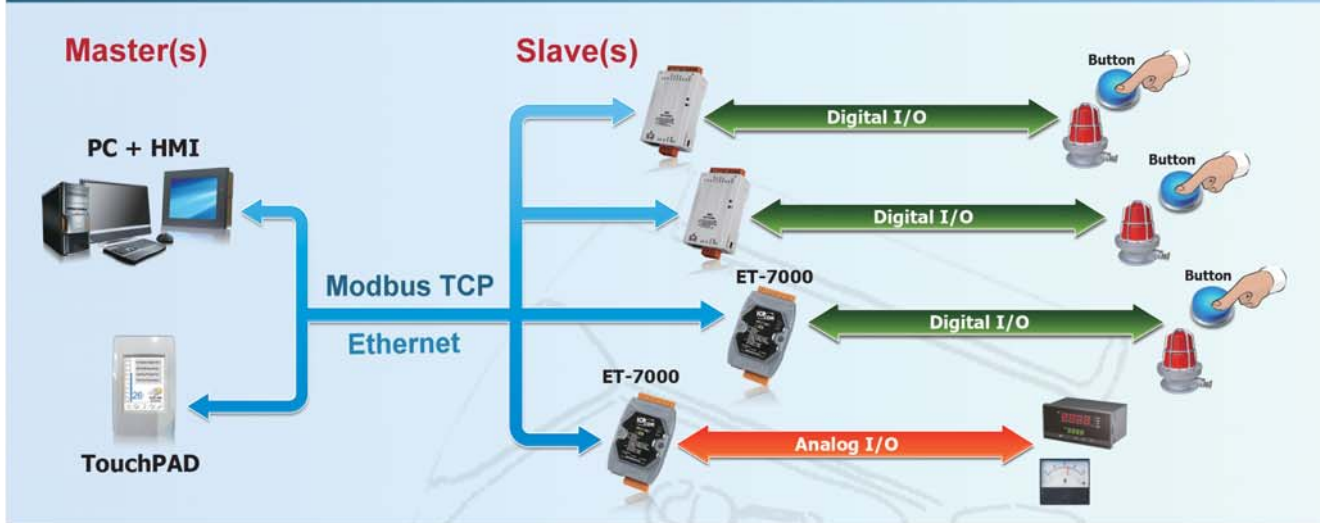 Master(s)
Slave(s)
Button
Digital I/O
PC + HMI
Button
Digital I/O
Modbus TCP
Ethernet
ET-7000
Button
Digital I/O
ET-7000
Analog I/O
TouchPAD